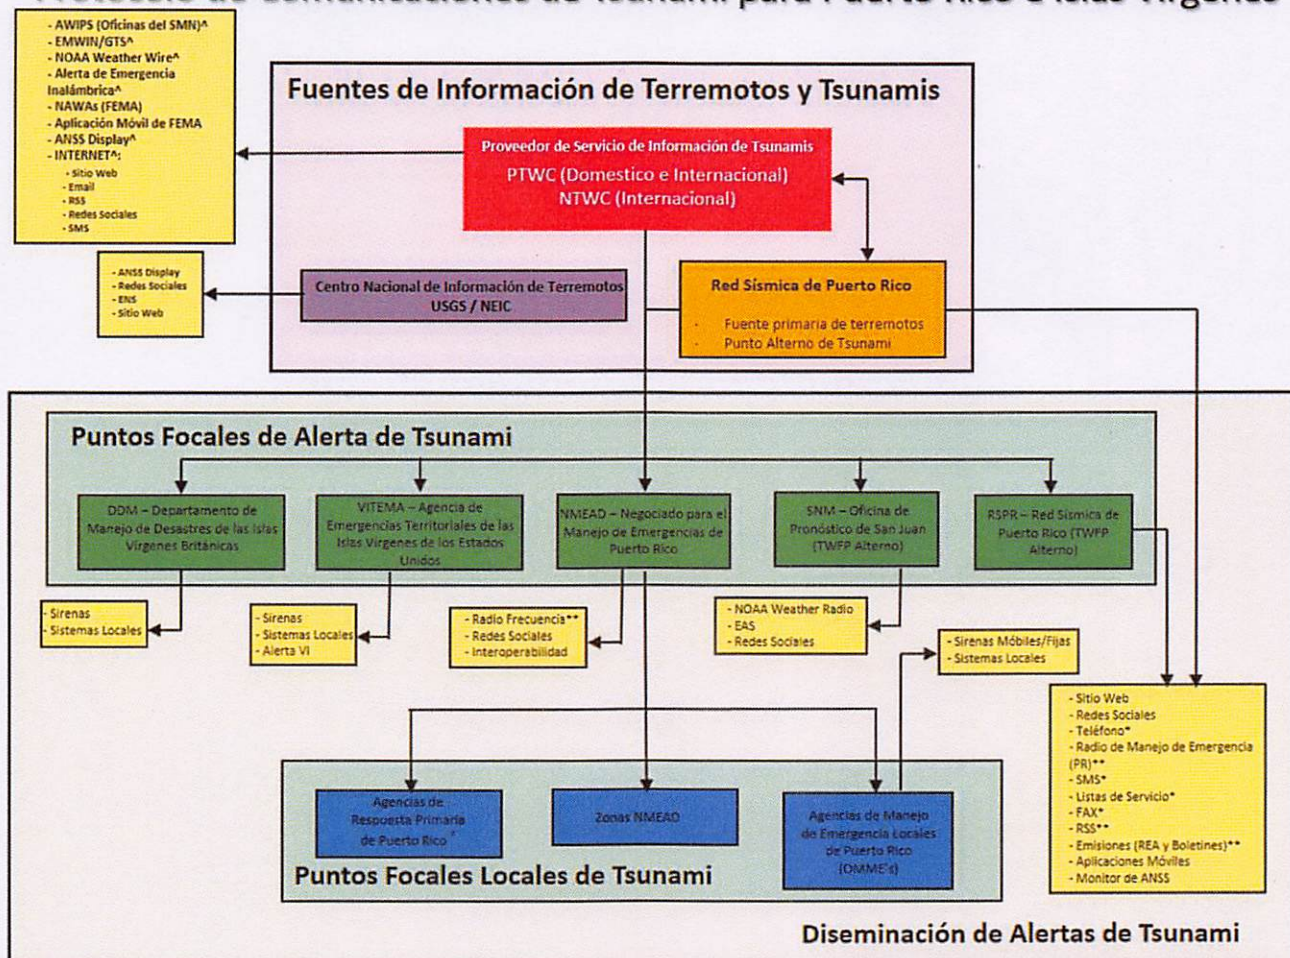 Protocolo de Comunicaciones de Tsunami para Puerto Rico e Islas Vírgenes
- AWIPS (Oficinas del SMN)^
- EMWIN/GTS^
- NOAA Weather Wire^
- Alerta de Emergencia
Inalámbrica^
- NAWAs (FEMA)
- Aplicación Móvil de FEMA
- ANSS Display^
- INTERNET^:
- Sitio Web
- Email
- RSS
- Redes Sociales
- SMS
Fuentes de Información de Terremotos y Tsunamis
Proveedor de Servicio de Información de Tsunamis
PTWC (Domestico e Internacional)
NTWC (Internacional)
- ANSS Display
- Redes Sociales
- ENS
- Sitio Web
Centro Nacional de Información de Terremotos
USGS / NEIC
Red Sísmica de Puerto Rico
- Fuente primaria de terremotos
- Punto Alterno de Tsunami
Puntos Focales de Alerta de Tsunami
DDM – Departamento de
Manejo de Desastres de las Islas
Vírgenes Británicas
VITEMA – Agencia de
Emergencias Territoriales de las
Islas Vírgenes de los Estados
Unidos
NMEAD – Negociado para el
Manejo de Emergencias de
Puerto Rico
SNM – Oficina de
Pronóstico de San Juan
(TWFP Alterno)
RSPR – Red Sísmica de
Puerto Rico (TWFP
Alterno)
- Sirenas
- Sistemas Locales
- Sirenas
- Sistemas Locales
- Alerta VI
- Radio Frecuencia**
- Redes Sociales
- Interoperabilidad
- NOAA Weather Radio
- EAS
- Redes Sociales
- Sirenas Móbiles/Fijas
- Sistemas Locales
- Sitio Web
- Redes Sociales
- Teléfono*
- Radio de Manejo de Emergencia
(PR)**
- SMS*
- Listas de Servicio*
- FAX*
- RSS**
- Emisiones (REA y Boletines)**
- Aplicaciones Móviles
- Monitor de ANSS
Agencias de
Respuesta Primaria
de Puerto Rico
Zonas NMEAD
Agencias de Manejo
de Emergencia Locales
de Puerto Rico
(OMME's)
Puntos Focales Locales de Tsunami
Diseminación de Alertas de Tsunami